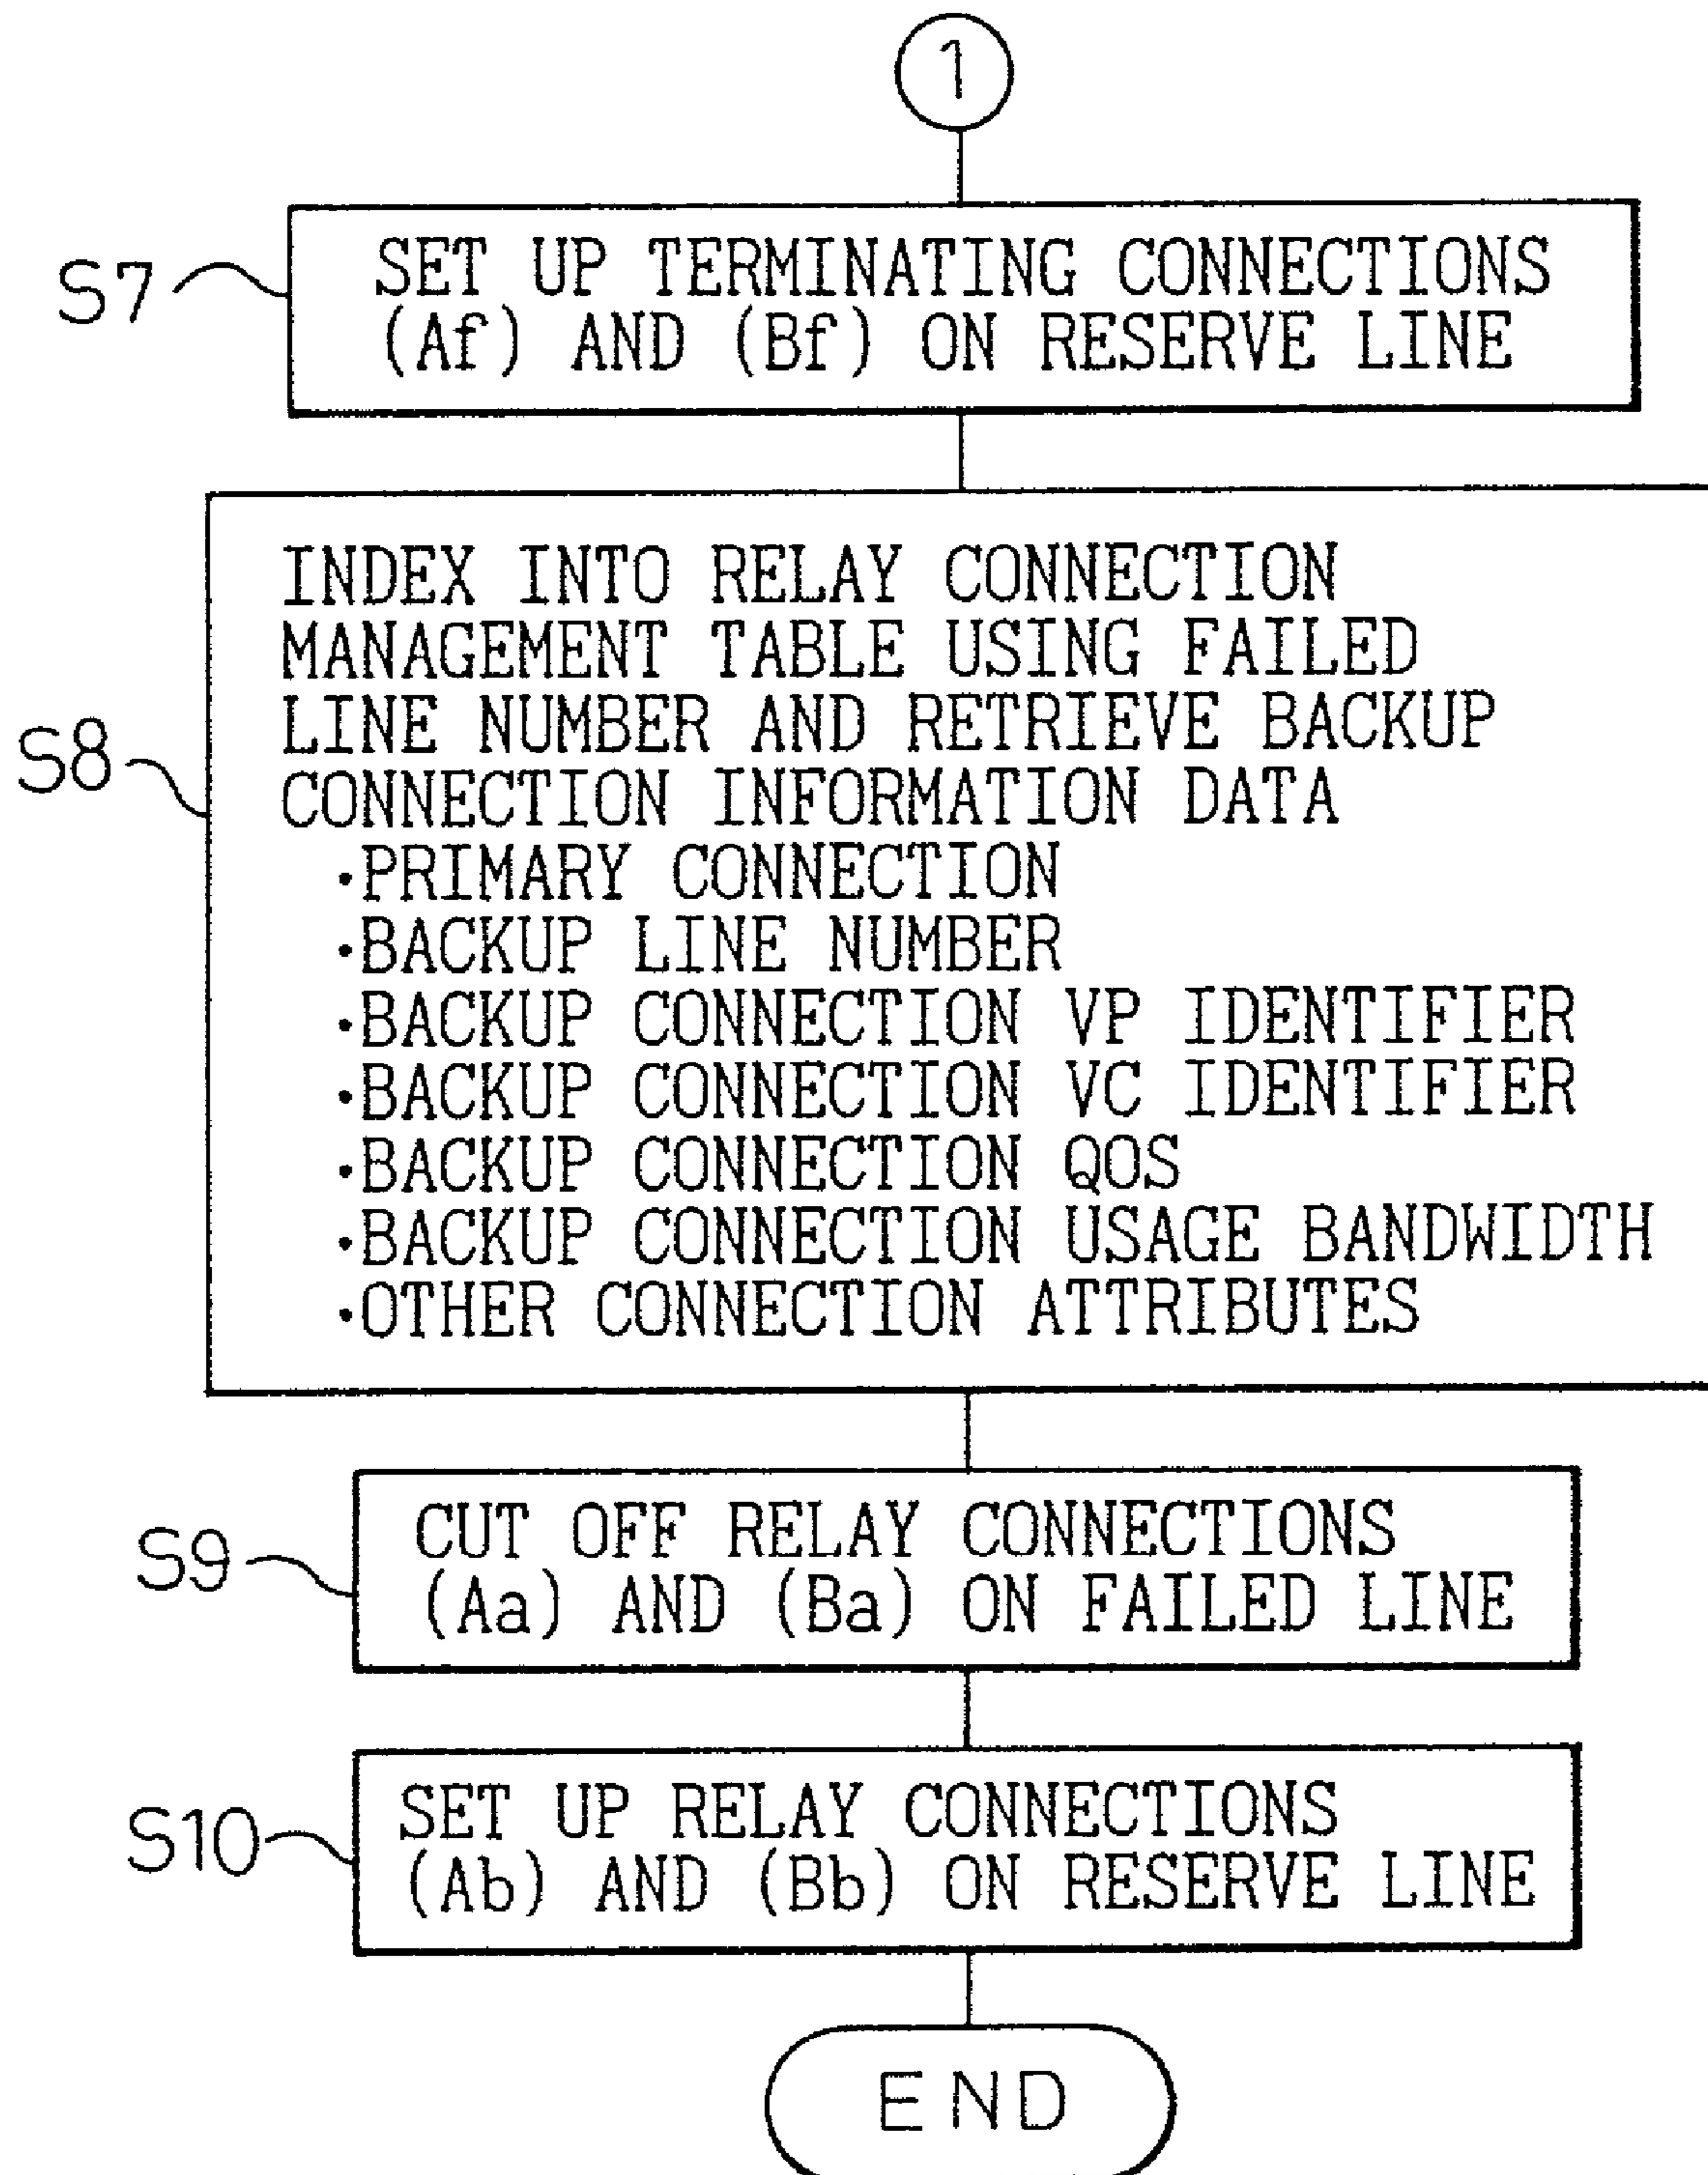 1
S7
SET UP TERMINATING CONNECTIONS
(Af) AND (Bf) ON RESERVE LINE
S8
INDEX INTO RELAY CONNECTION
MANAGEMENT TABLE USING FAILED
LINE NUMBER AND RETRIEVE BACKUP
CONNECTION INFORMATION DATA
·PRIMARY CONNECTION
·BACKUP LINE NUMBER
·BACKUP CONNECTION VP IDENTIFIER
·BACKUP CONNECTION VC IDENTIFIER
·BACKUP CONNECTION QOS
·BACKUP CONNECTION USAGE BANDWIDTH
·OTHER CONNECTION ATTRIBUTES
S9
CUT OFF RELAY CONNECTIONS
(Aa) AND (Ba) ON FAILED LINE
S10
SET UP RELAY CONNECTIONS
(Ab) AND (Bb) ON RESERVE LINE
END